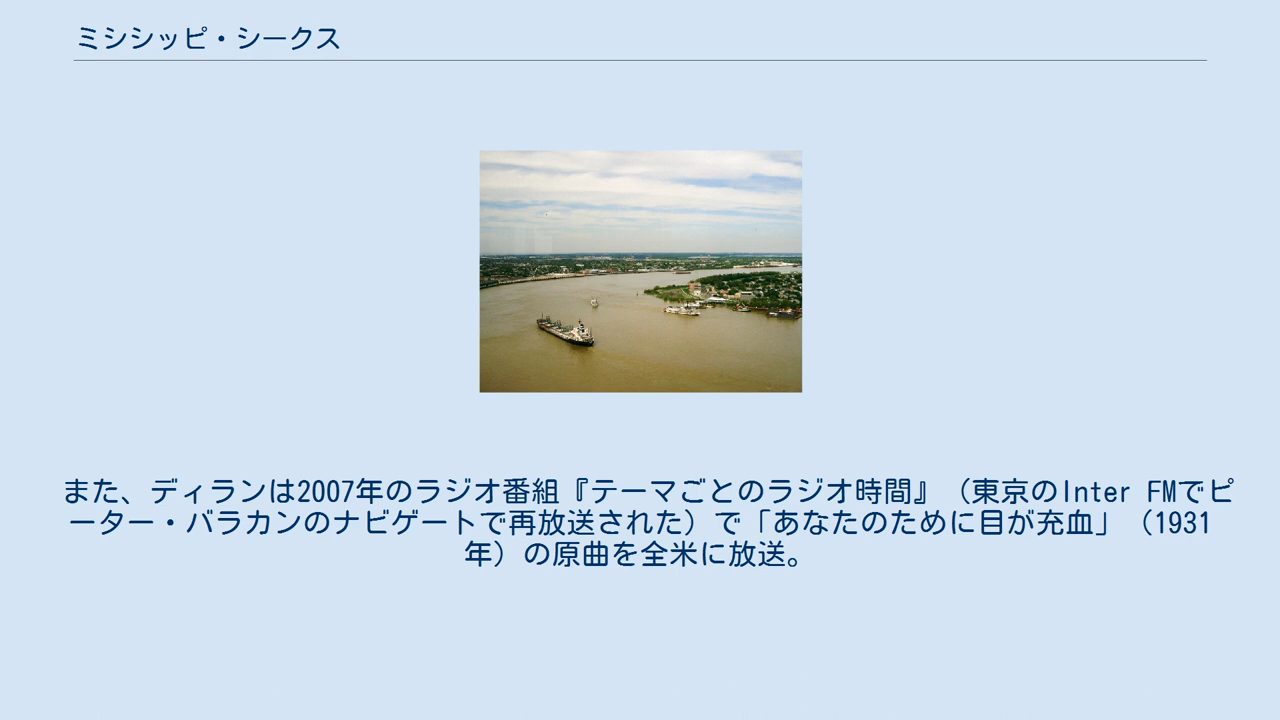 ミシシッピ・シークス
また、ディランは2007年のラジオ番組『テーマごとのラジオ時間』（東京のInter FMでピ
ーター・バラカンのナビゲートで再放送された）で「あなたのために目が充血」（1931
年）の原曲を全米に放送。